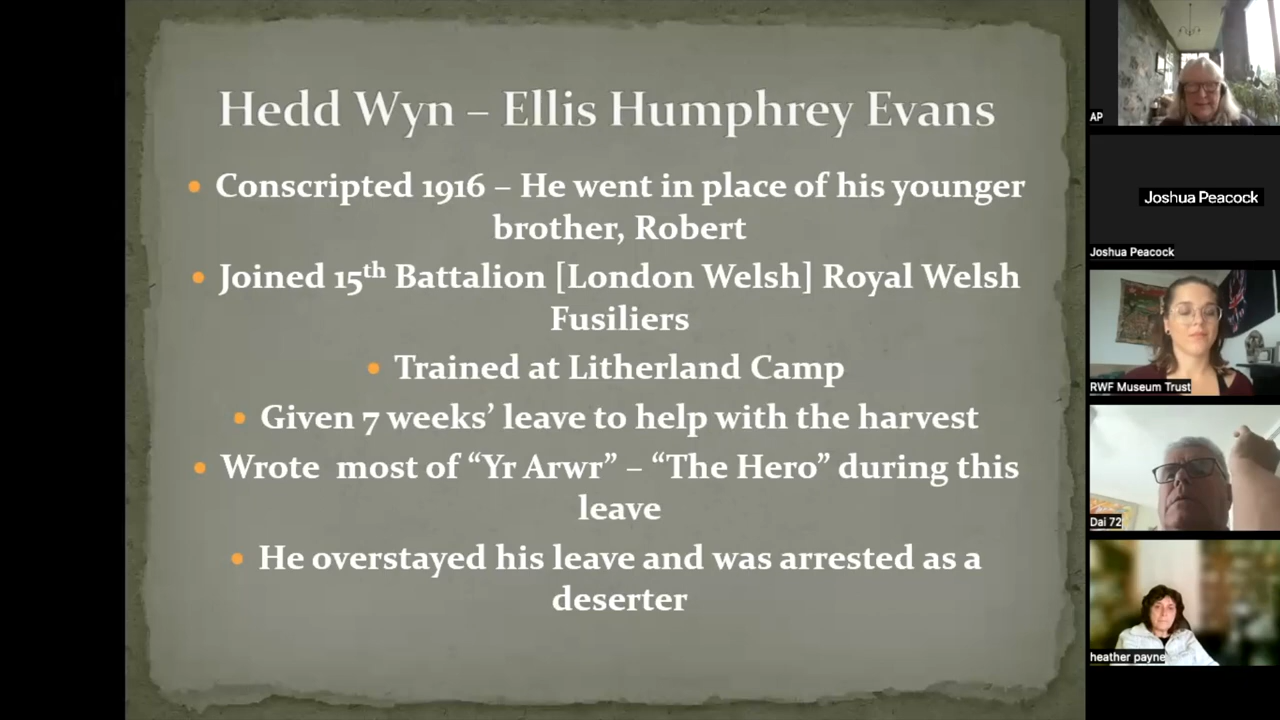 Hedd Wyn – Ellis Humphrey Evans
• Conscripted 1916 – He went in place of his younger
brother, Robert
• Joined 15th Battalion [London Welsh] Royal Welsh
Fusiliers
• Trained at Litherland Camp
• Given 7 weeks’ leave to help with the harvest
• Wrote  most of “Yr Arwr” – “The Hero” during this
leave
• He overstayed his leave and was arrested as a
deserter
AP
Joshua Peacock
Joshua Peacock
RWF Museum Trust
Dai 72
heather payne